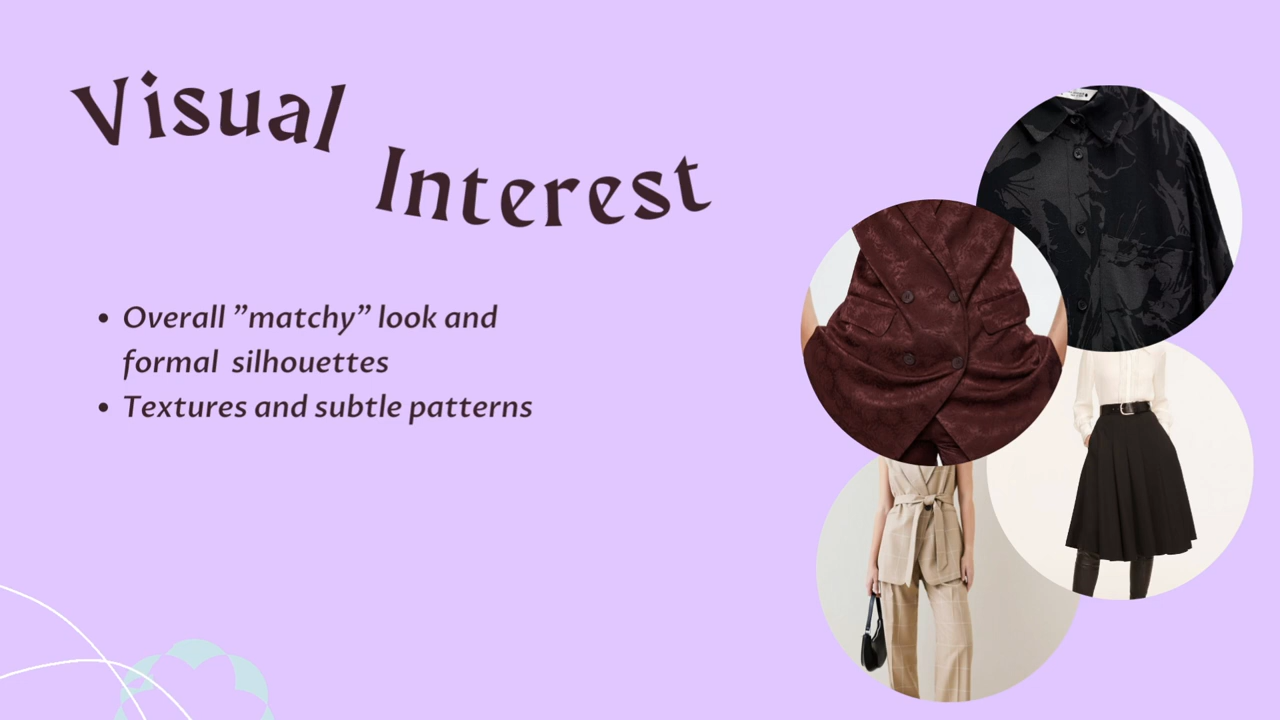 Visual
Interest
• Overall ”matchy” look and
formal silhouettes
• Textures and subtle patterns